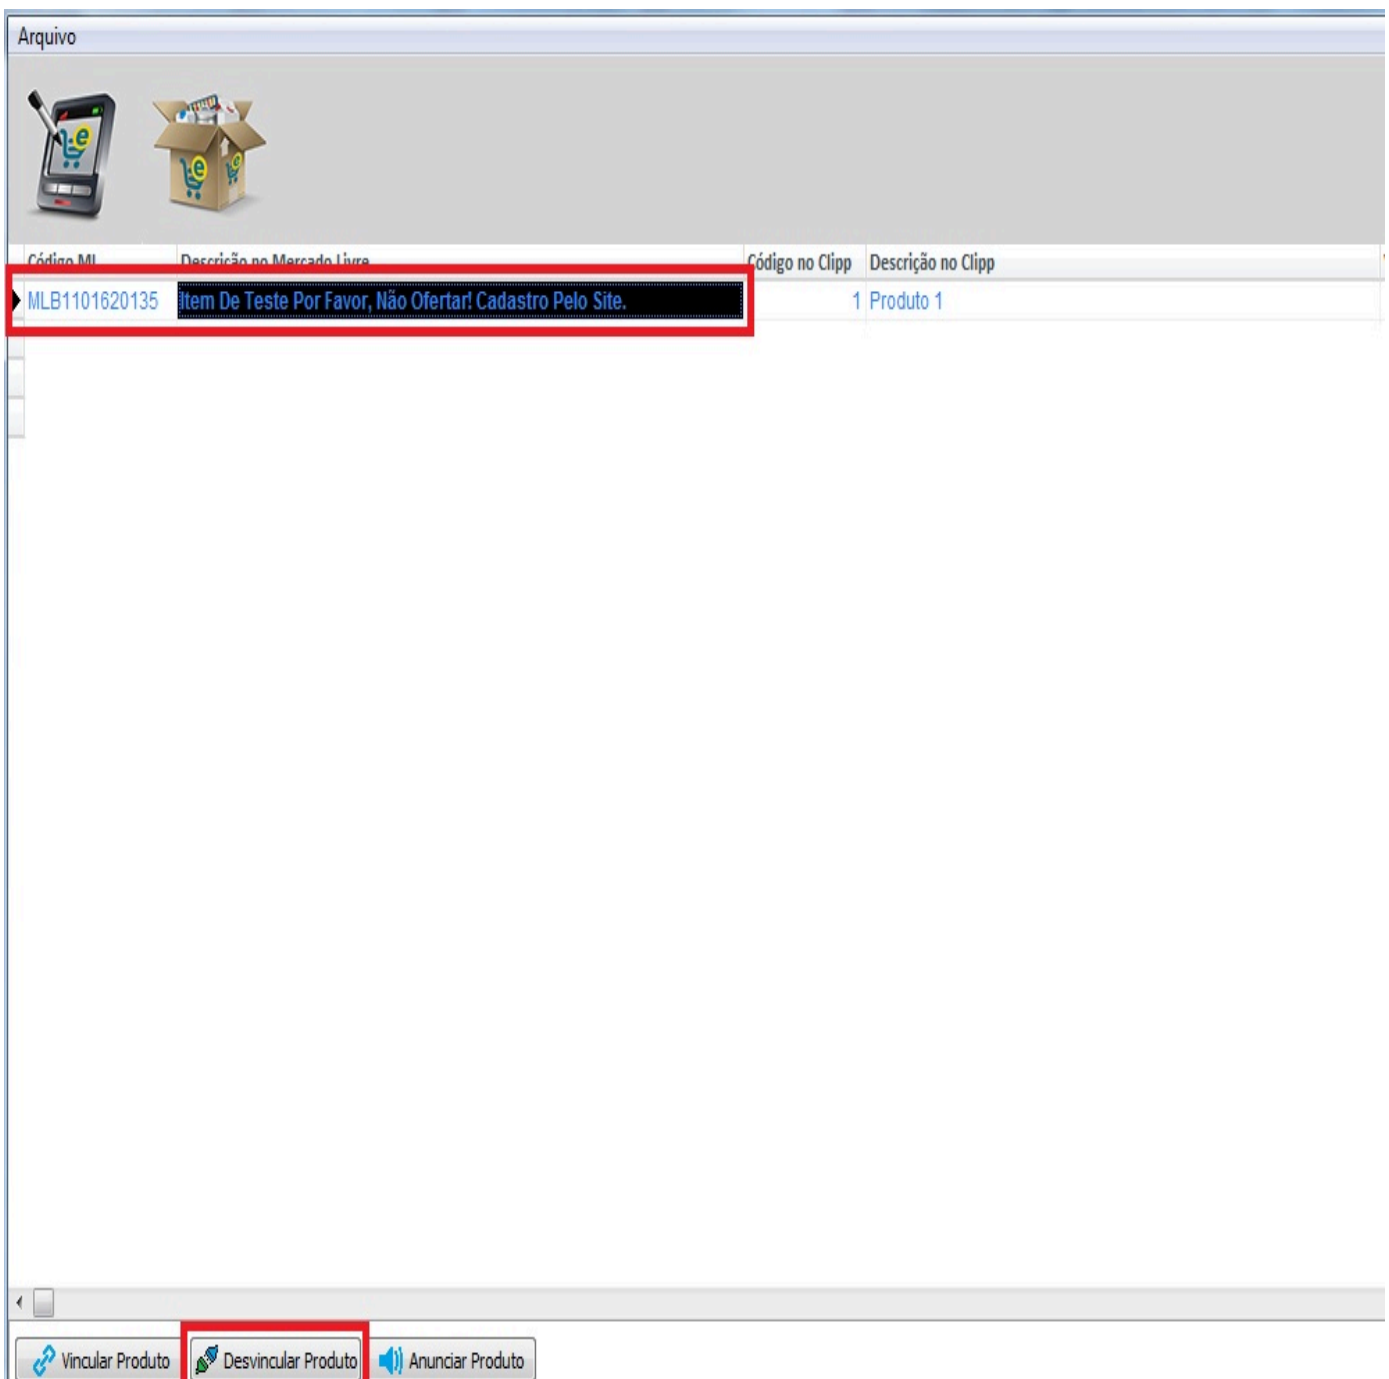 Arquivo
Código ML Descrição no Mercado Livre Código no Clipp Descrição no Clipp
MLB1101620135 Item De Teste Por Favor, Não Ofertar! Cadastro Pelo Site. 1 Produto 1
Vincular Produto Desvincular Produto Anunciar Produto